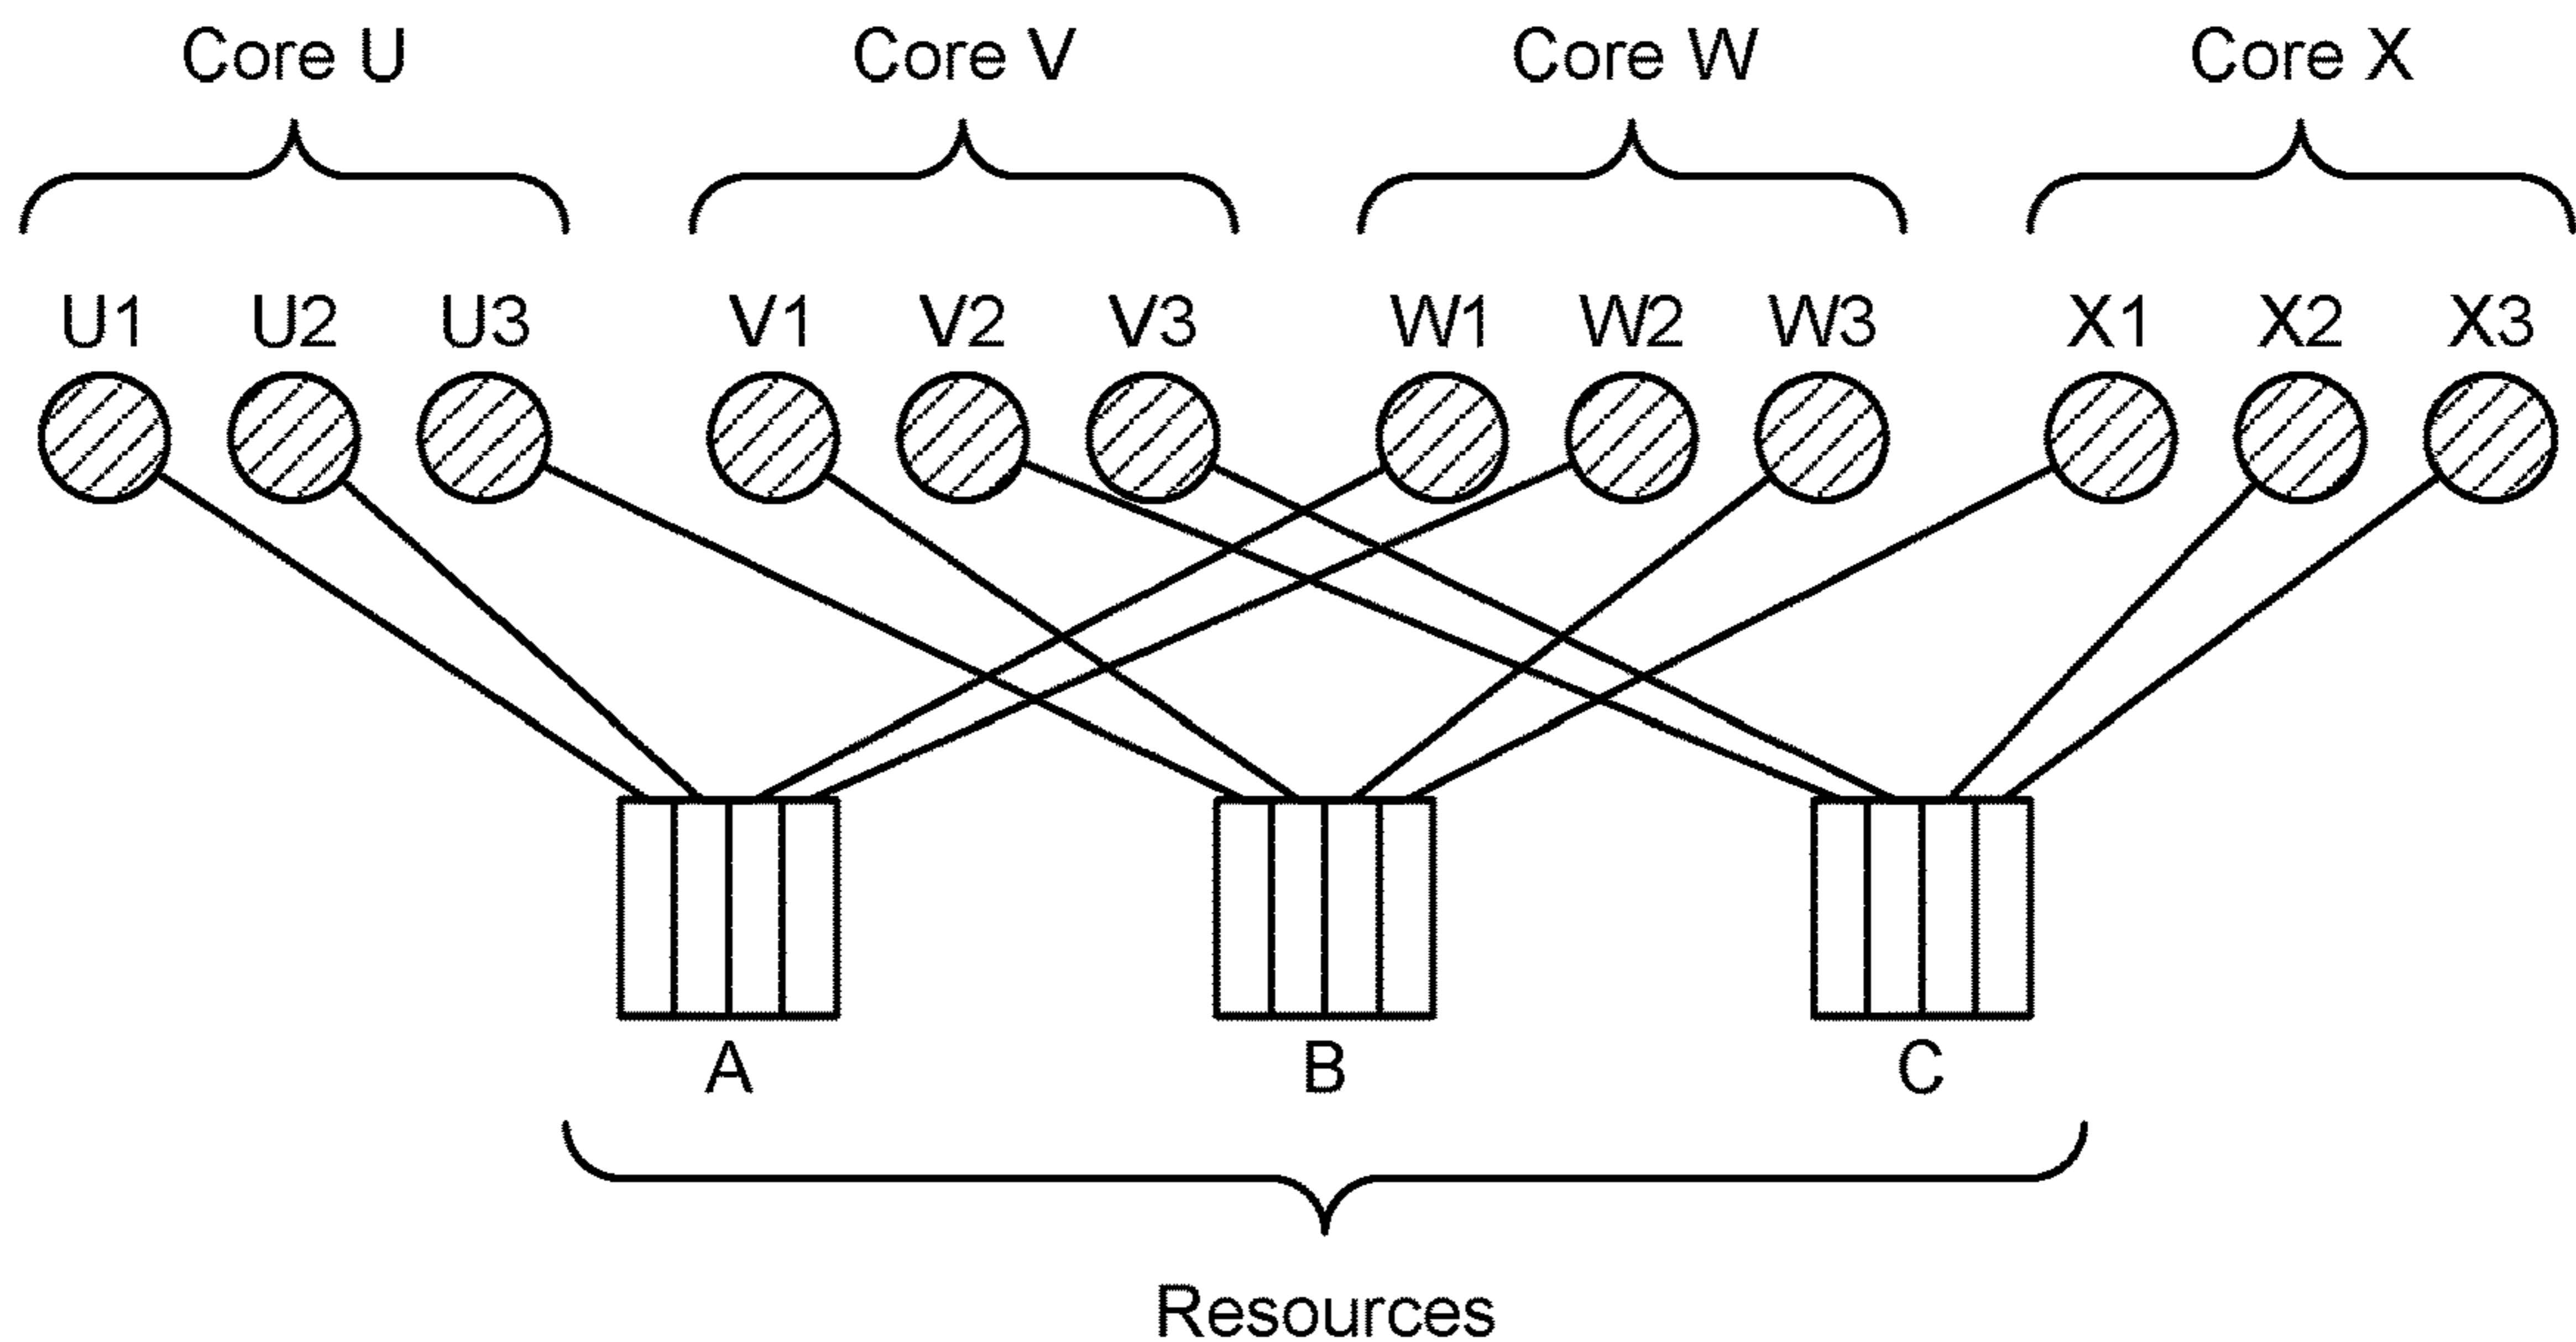 Core U Core V Core W Core X
U1 U2 U3 V1 V2 V3 W1 W2 W3 X1 X2 X3
A B C
Resources